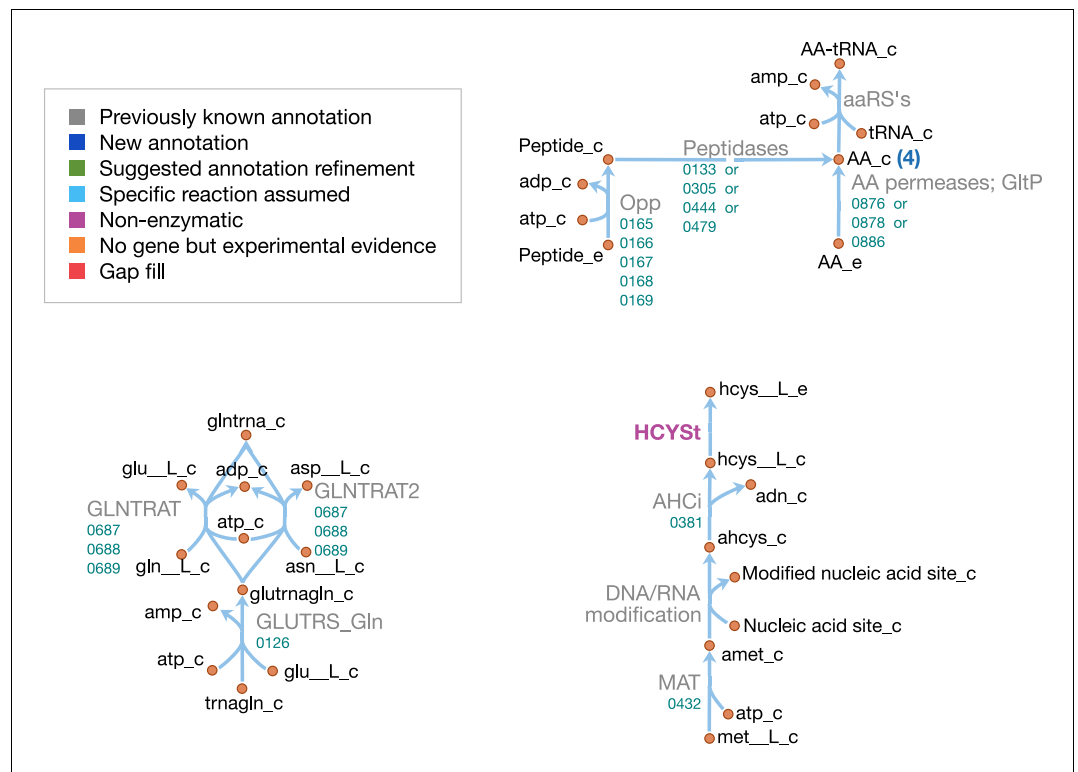 Previously known annotation
New annotation
Suggested annotation refinement
Specific reaction assumed
Non-enzymatic
No gene but experimental evidence
Gap fill
AA-tRNA_c
amp_c
aaRS's
atp_c
tRNA_c
Peptide_c
Peptidases
AA_c (4)
0133 or
0305 or
0444 or
0479
adp_c
atp_c
Peptide_e
Opp
0165
0166
0167
0168
0169
AA permeases; GltP
0876 or
0878 or
0886
AA_e
glntrna_c
glu__L_c
adp_c
asp__L_c
GLNTRAT
0687
0688
0689
GLNTRAT2
0687
0688
0689
atp_c
gln__L_c
asn__L_c
glutrnagln_c
amp_c
GLUTRS_Gln
0126
atp_c
glu__L_c
trnagln_c
hcys__L_e
HCYSt
hcys__L_c
AHCi
0381
adn_c
ahcys_c
Modified nucleic acid site_c
DNA/RNA
modification
Nucleic acid site_c
amet_c
MAT
0432
atp_c
met__L_c